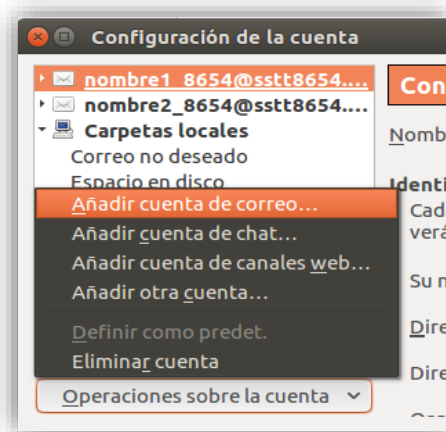 Configuración de la cuenta
nombre1_8654@sstt8654....
nombre2_8654@sstt8654....
Carpetas locales
Correo no deseado
Espacio en disco
Añadir cuenta de correo...
Añadir cuenta de chat...
Añadir cuenta de canales web...
Añadir otra cuenta...
Definir como predet.
Eliminar cuenta
Operaciones sobre la cuenta
Con
Nomb
Identi
Cad
verá
Su n
Dire
Dire